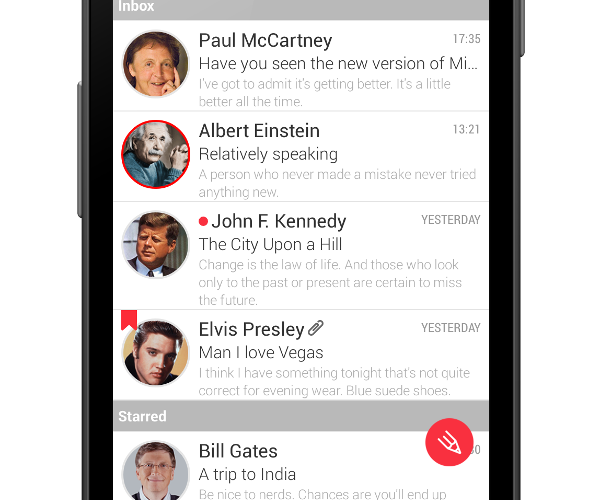 Inbox
Paul McCartney 17:35
Have you seen the new version of Mi...
I've got to admit it's getting better. It's a little
better all the time.
Albert Einstein 13:21
Relatively speaking
A person who never made a mistake never tried
anything new.
John F. Kennedy YESTERDAY
The City Upon a Hill
Change is the law of life. And those who look
only to the past or present are certain to miss
the future.
Elvis Presley YESTERDAY
Man I love Vegas
I think I have something tonight that's not quite
correct for evening wear. Blue suede shoes.
Starred
Bill Gates
A trip to India
Be nice to nerds. Chances are you'll end up